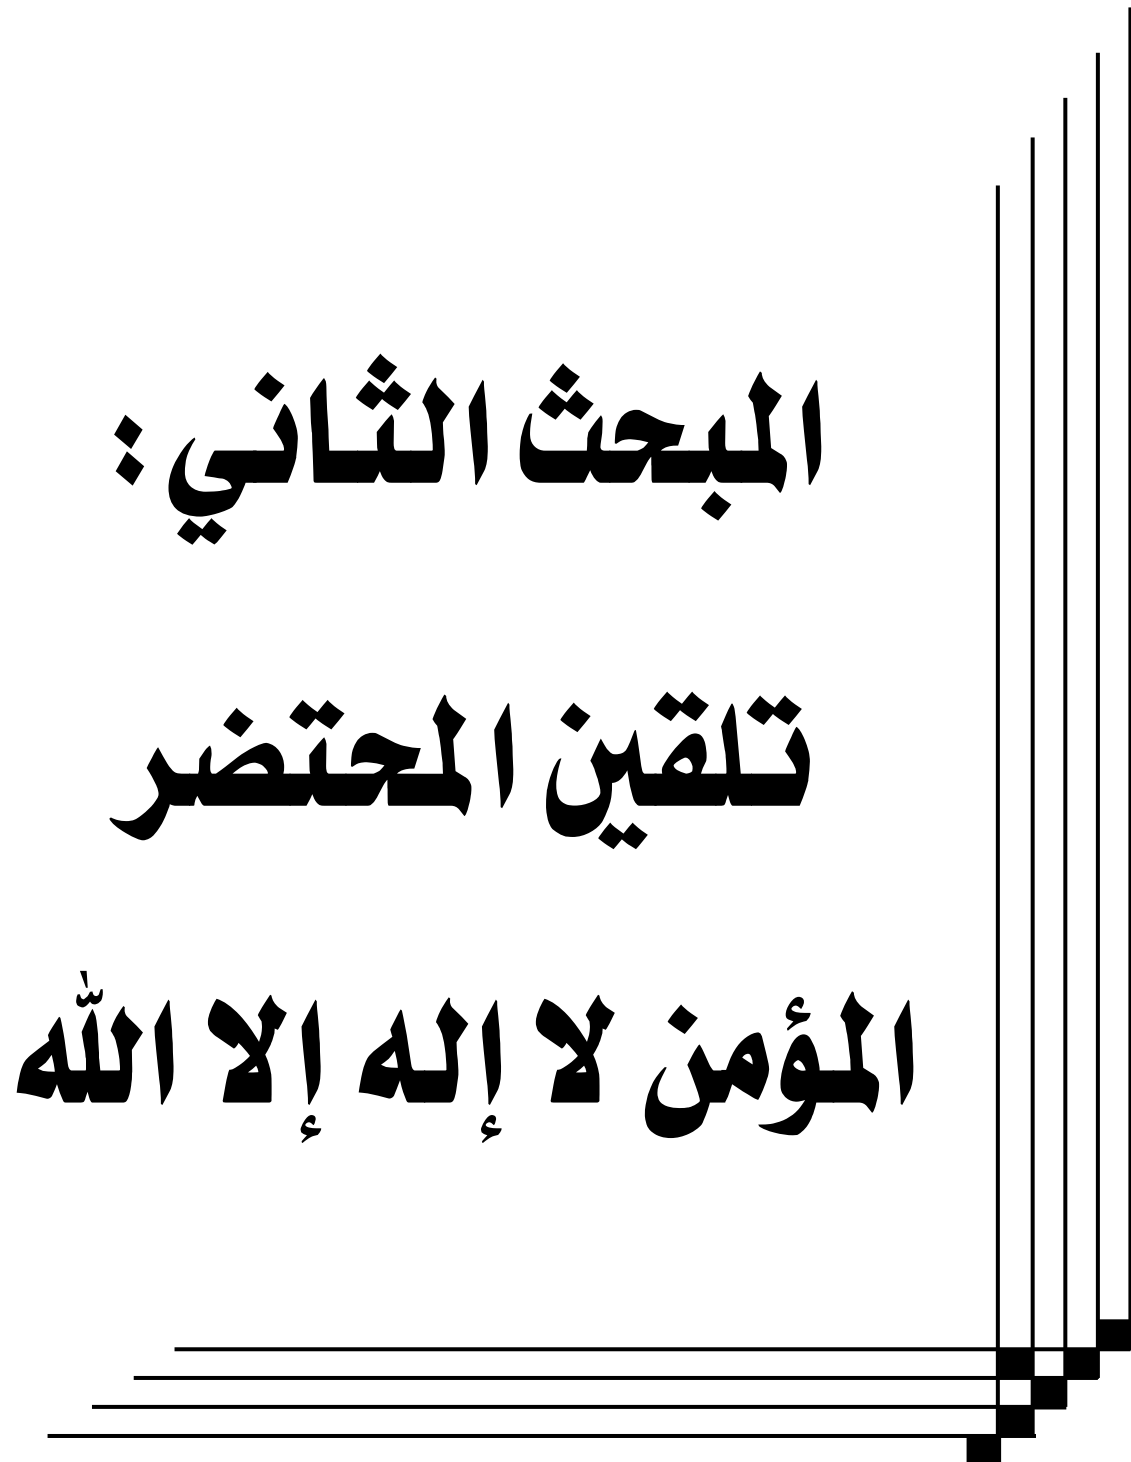 المبحث الثاني:
تلقين المحتضر
المؤمن لا إله إلا الله